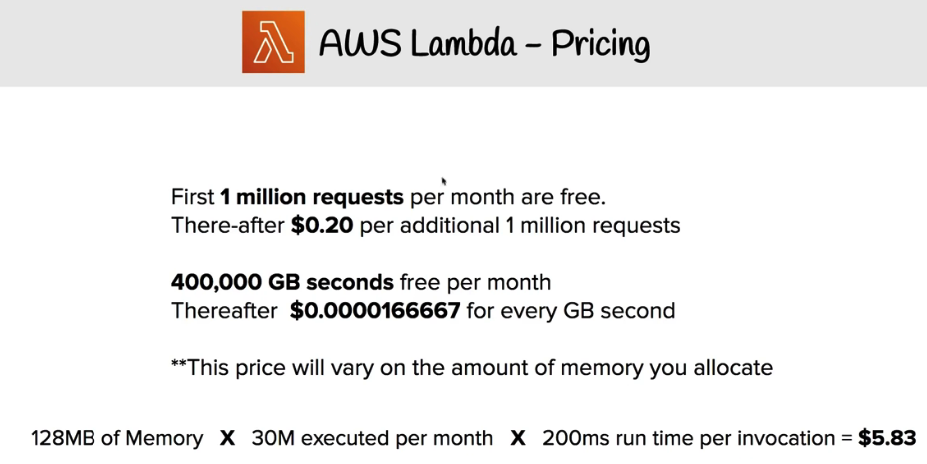 AWS Lambda - Pricing
First 1 million requests per month are free.
There-after $0.20 per additional 1 million requests
400,000 GB seconds free per month
Thereafter $0.0000166667 for every GB second
**This price will vary on the amount of memory you allocate
128MB of Memory X 30M executed per month X 200ms run time per invocation = $5.83